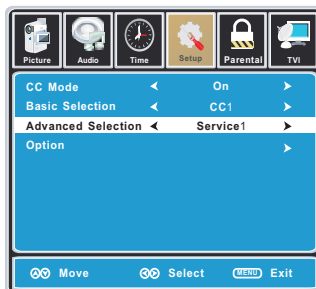 Picture Audio Time Setup Parental TV
CC Mode On
Basic Selection CC1
Advanced Selection Service1
Option
Move Select MENU Exit